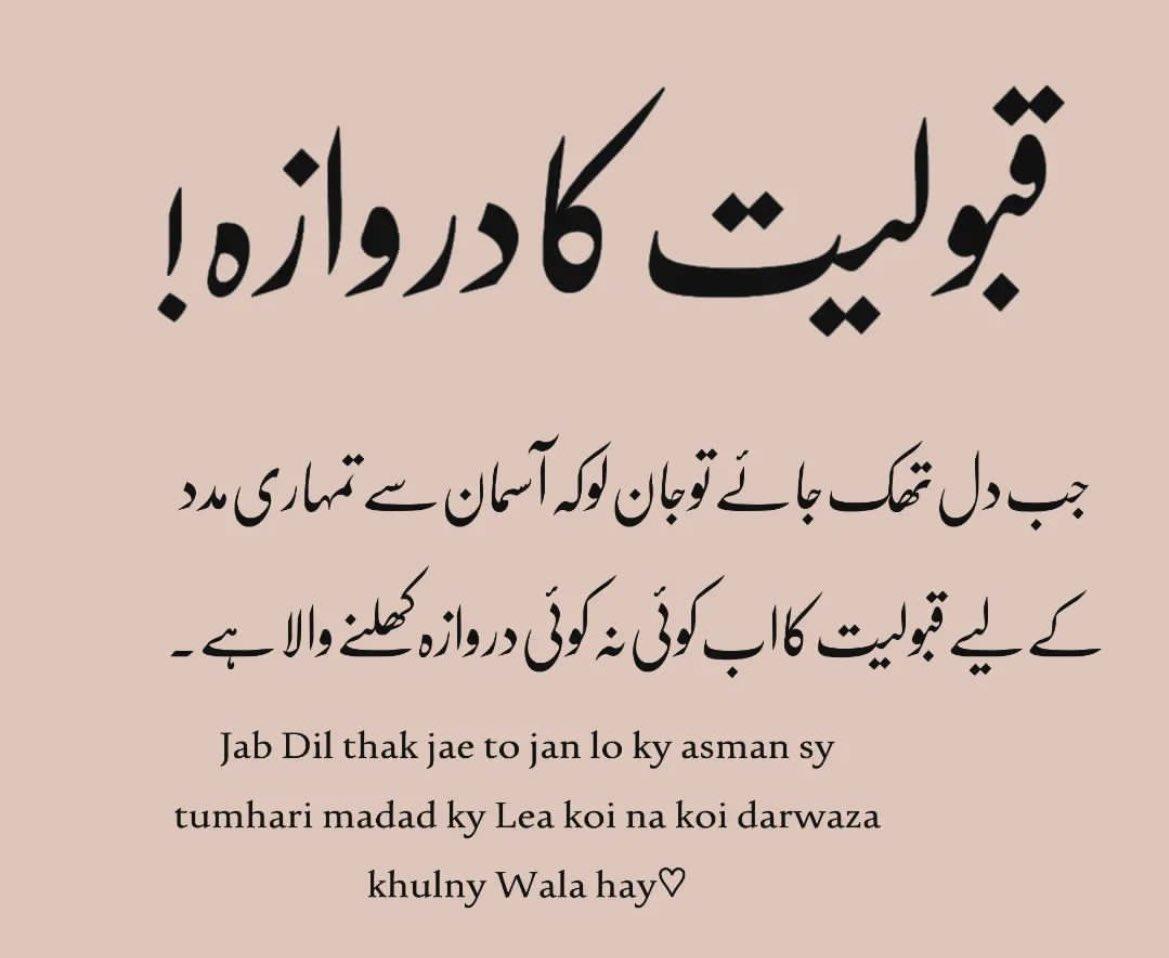 قبولیت کا دروازہ!
جب دل تھک جائے تو جان لو کہ آسمان سے تمہاری مدد
کے لیے قبولیت کا اب کوئی نہ کوئی دروازہ کھلنے والا ہے ۔
Jab Dil thak jae to jan lo ky asman sy
tumhari madad ky Lea koi na koi darwaza
khulny Wala hay♡